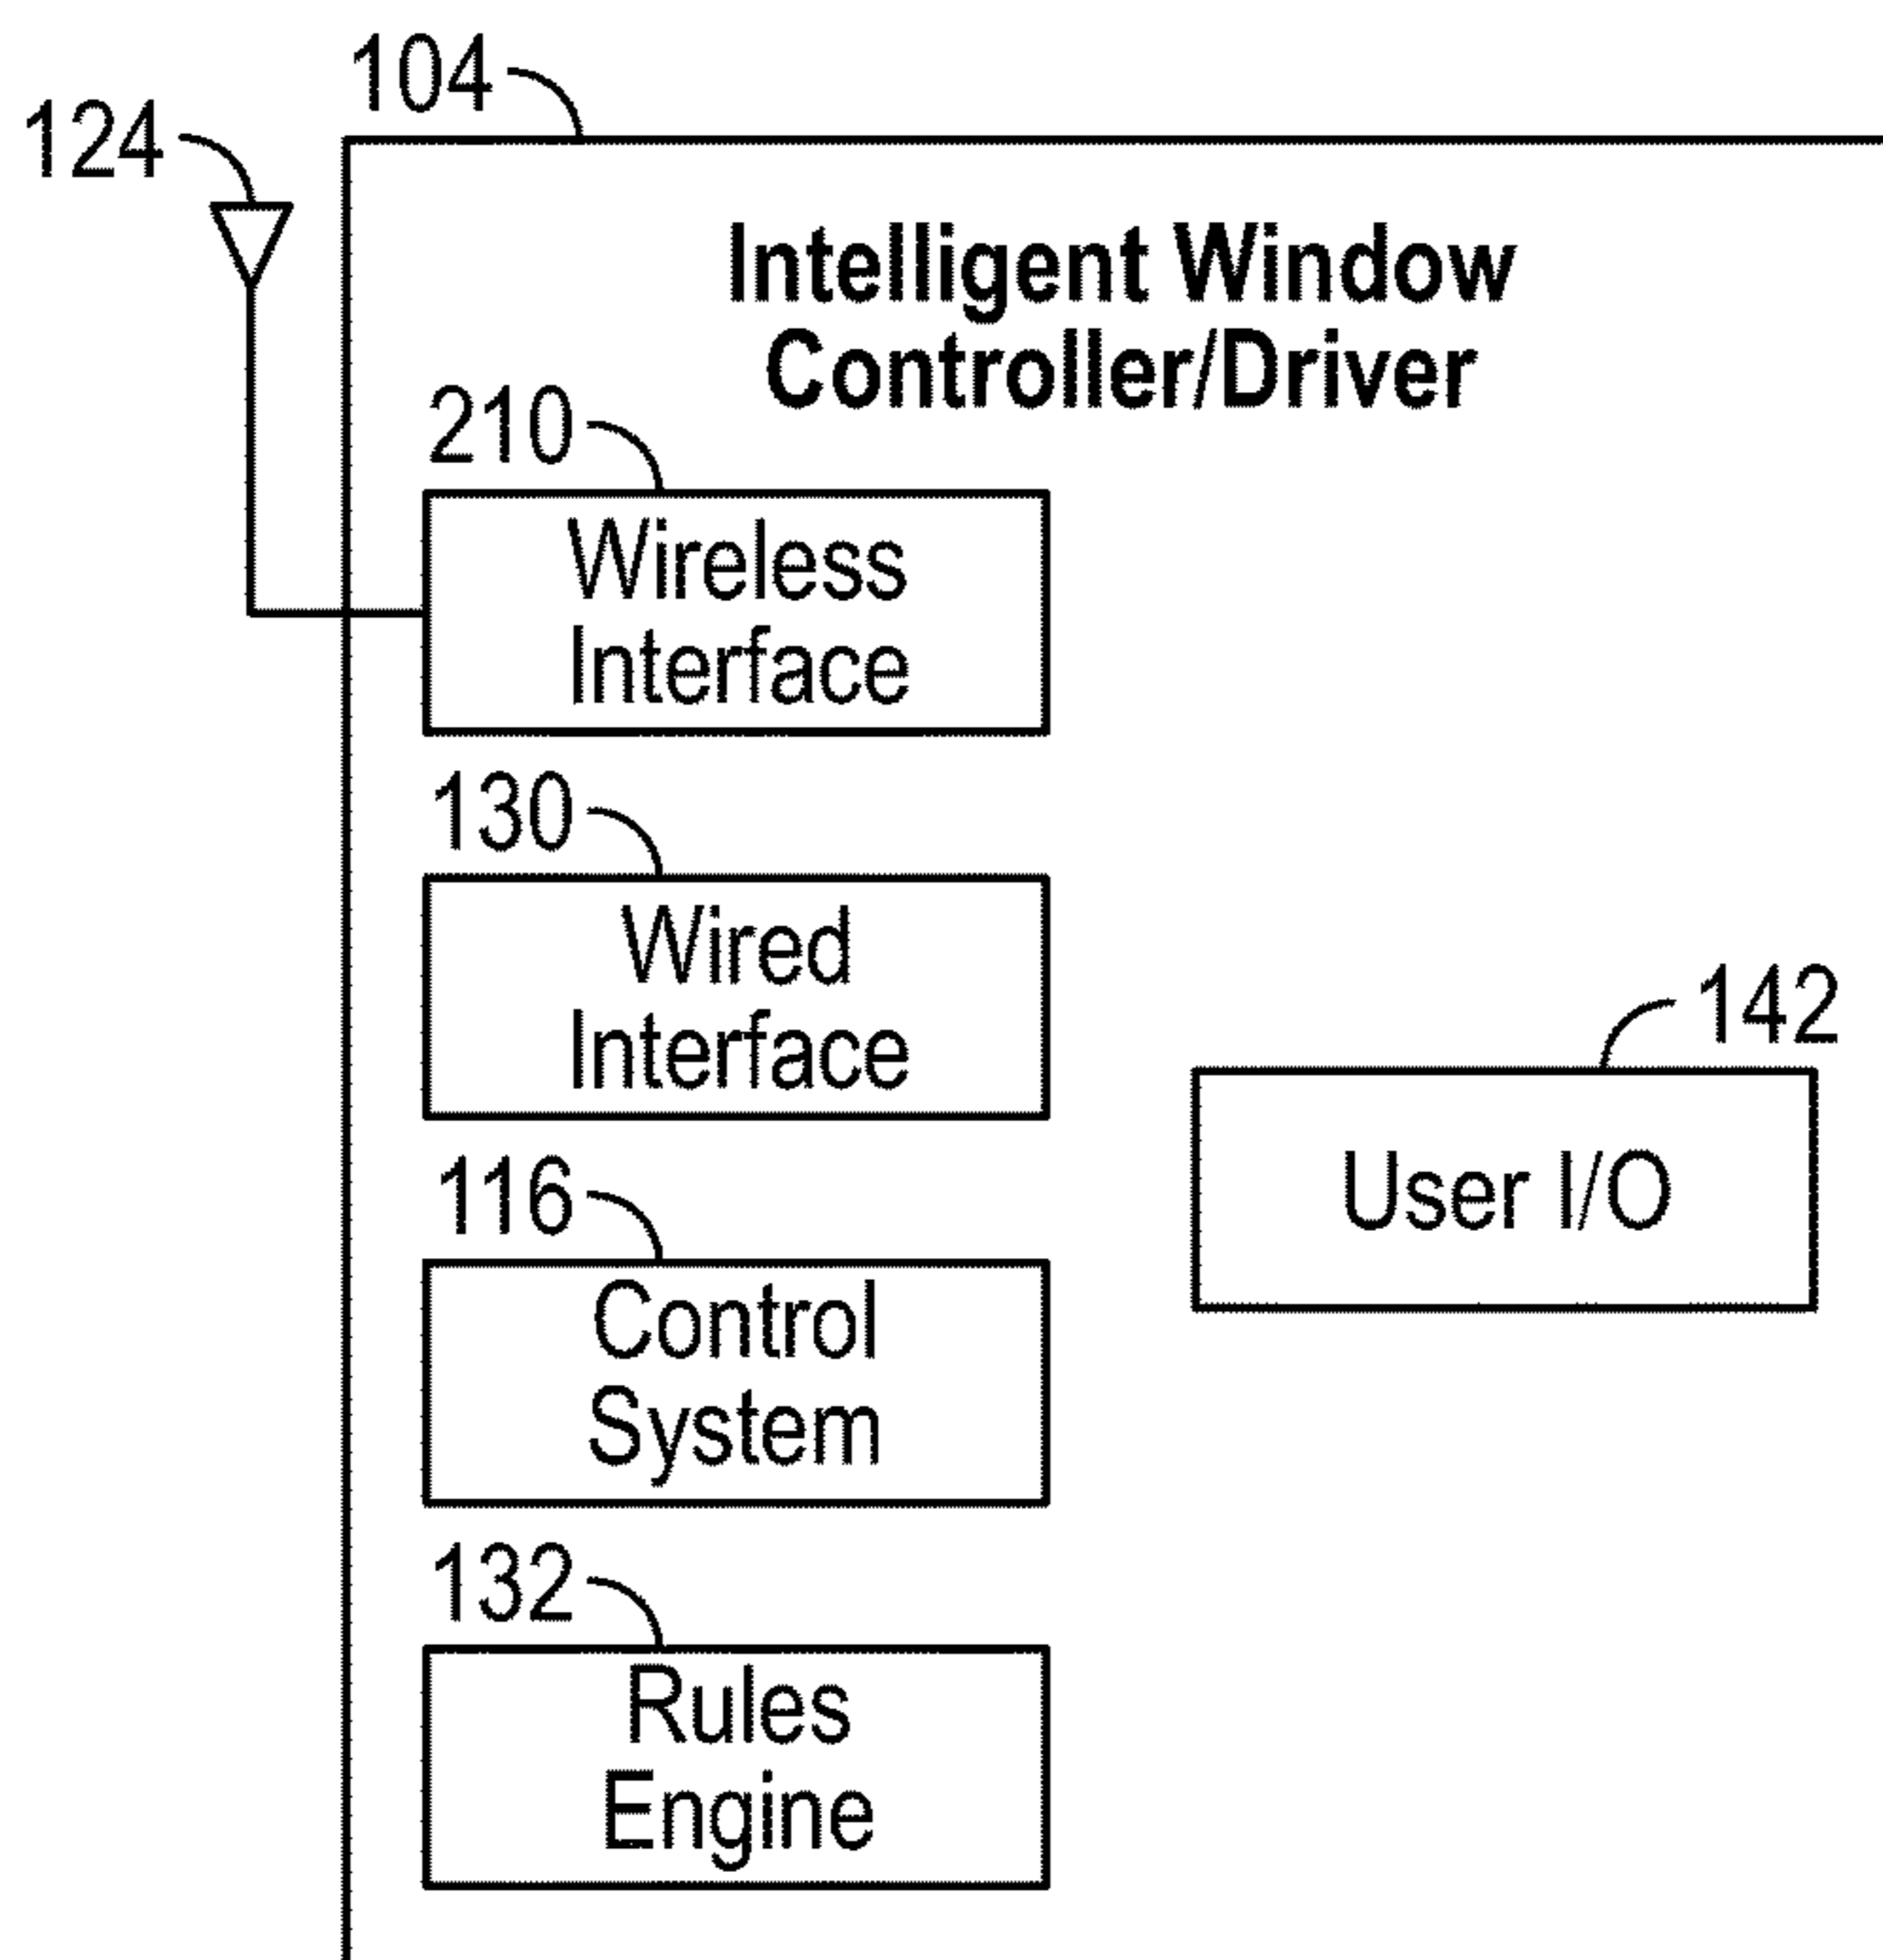 104
124
Intelligent Window
Controller/Driver
210
Wireless
Interface
130
Wired
Interface
142
User I/O
116
Control
System
132
Rules
Engine